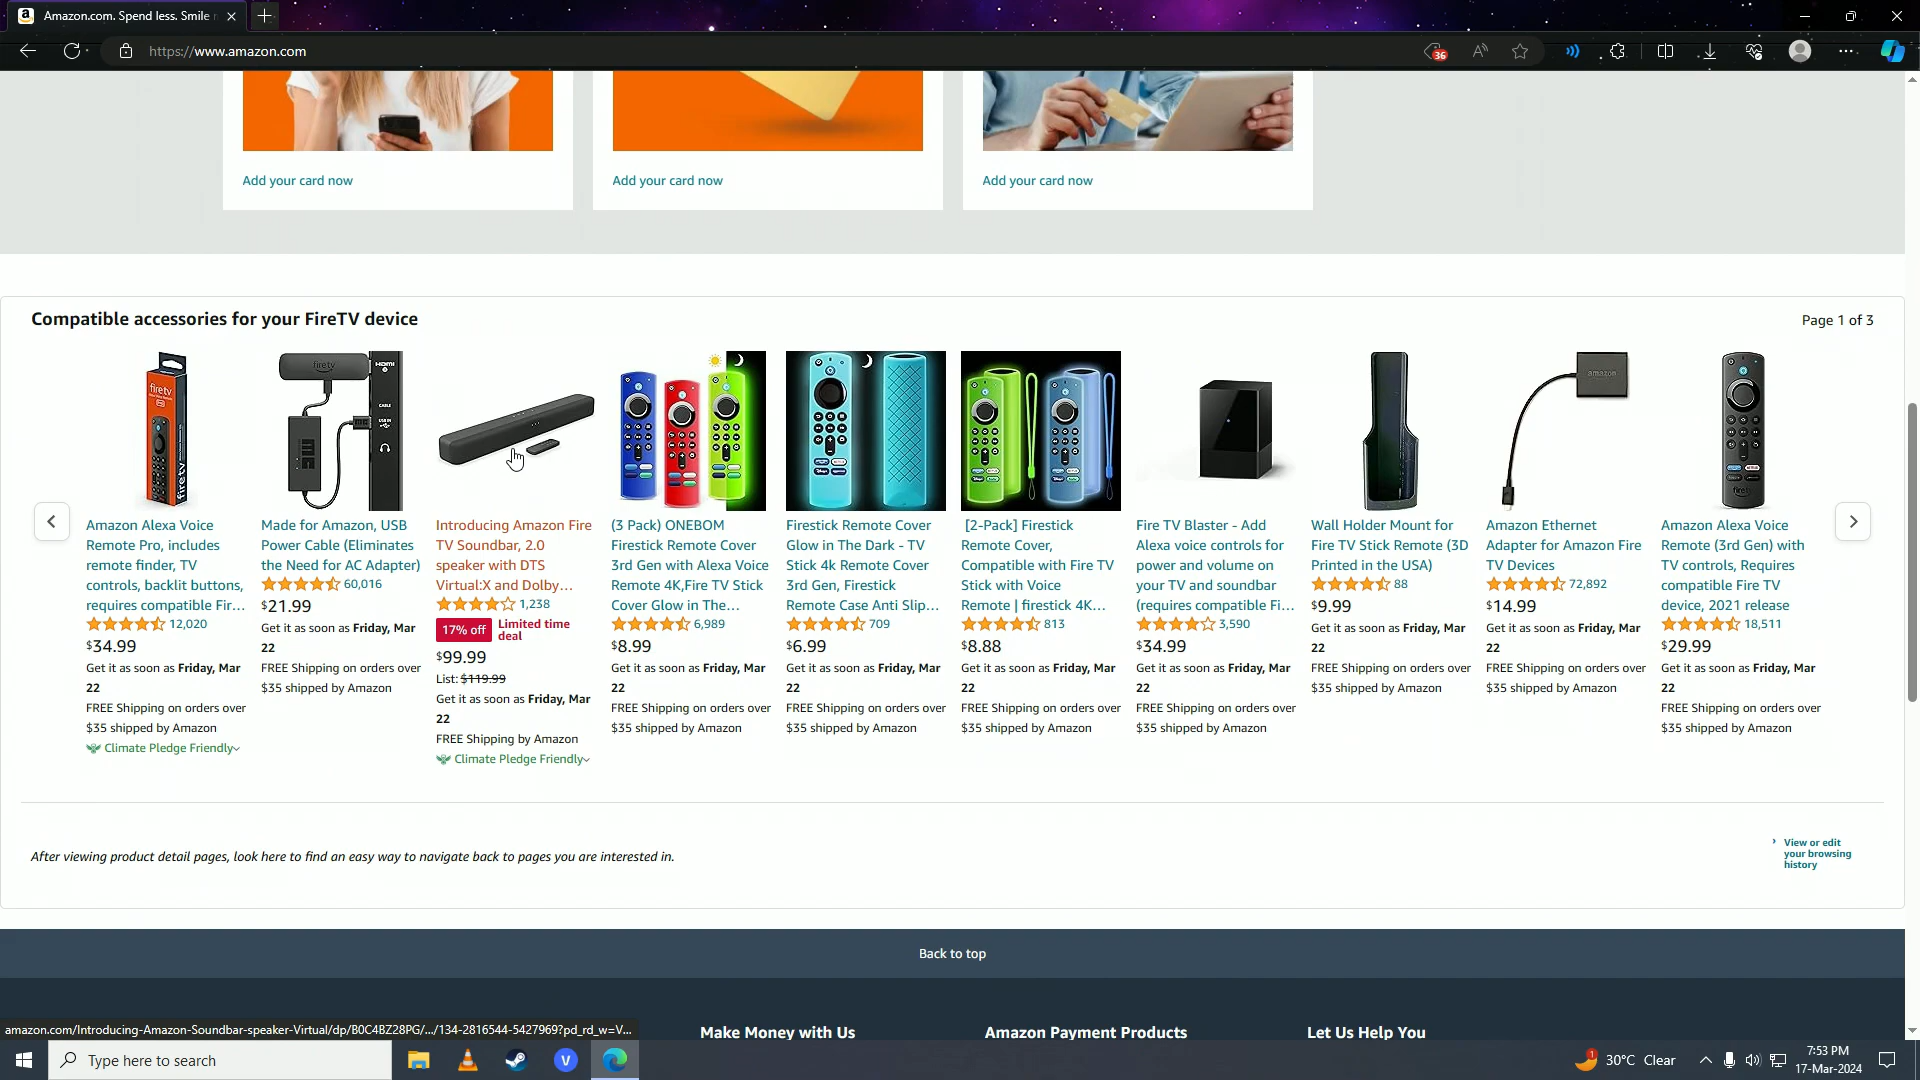 Amazon.com. Spend less. Smile
https://www.amazon.com
36
Add your card now
Add your card now
Add your card now
Compatible accessories for your FireTV device
Page 1 of 3
Amazon Alexa Voice
Remote Pro, includes
remote finder, TV
controls, backlit buttons,
requires compatible Fir...
12,020
$34.99
Get it as soon as Friday, Mar
22
FREE Shipping on orders over
$35 shipped by Amazon
Climate Pledge Friendly
Made for Amazon, USB
Power Cable (Eliminates
the Need for AC Adapter)
60,016
$21.99
Get it as soon as Friday, Mar
22
FREE Shipping on orders over
$35 shipped by Amazon
Introducing Amazon Fire
TV Soundbar, 2.0
speaker with DTS
Virtual:X and Dolby...
1,238
17% off
Limited time
deal
$99.99
List: $119.99
Get it as soon as Friday, Mar
22
FREE Shipping by Amazon
Climate Pledge Friendly
(3 Pack) ONEBOM
Firestick Remote Cover
3rd Gen with Alexa Voice
Remote 4K,Fire TV Stick
Cover Glow in The...
6,989
$8.99
Get it as soon as Friday, Mar
22
FREE Shipping on orders over
$35 shipped by Amazon
Firestick Remote Cover
Glow in The Dark - TV
Stick 4k Remote Cover
3rd Gen, Firestick
Remote Case Anti Slip...
709
$6.99
Get it as soon as Friday, Mar
22
FREE Shipping on orders over
$35 shipped by Amazon
[2-Pack] Firestick
Remote Cover,
Compatible with Fire TV
Stick with Voice
Remote | firestick 4K...
813
$8.88
Get it as soon as Friday, Mar
22
FREE Shipping on orders over
$35 shipped by Amazon
Fire TV Blaster - Add
Alexa voice controls for
power and volume on
your TV and soundbar
(requires compatible Fi...
3,590
$34.99
Get it as soon as Friday, Mar
22
FREE Shipping on orders over
$35 shipped by Amazon
Wall Holder Mount for
Fire TV Stick Remote (3D
Printed in the USA)
88
$9.99
Get it as soon as Friday, Mar
22
FREE Shipping on orders over
$35 shipped by Amazon
amazon
Amazon Ethernet
Adapter for Amazon Fire
TV Devices
72,892
$14.99
Get it as soon as Friday, Mar
22
FREE Shipping on orders over
$35 shipped by Amazon
Amazon Alexa Voice
Remote (3rd Gen) with
TV controls, Requires
compatible Fire TV
device, 2021 release
18,511
$29.99
Get it as soon as Friday, Mar
22
FREE Shipping on orders over
$35 shipped by Amazon
After viewing product detail pages, look here to find an easy way to navigate back to pages you are interested in.
View or edit
your browsing
history
Back to top
Make Money with Us
Amazon Payment Products
Let Us Help You
amazon.com/Introducing-Amazon-Soundbar-speaker-Virtual/dp/B0C4BZ28PG/.../134-2816544-5427969?pd_rd_w=V...
Type here to search
30°C Clear
7:53 PM
17-Mar-2024